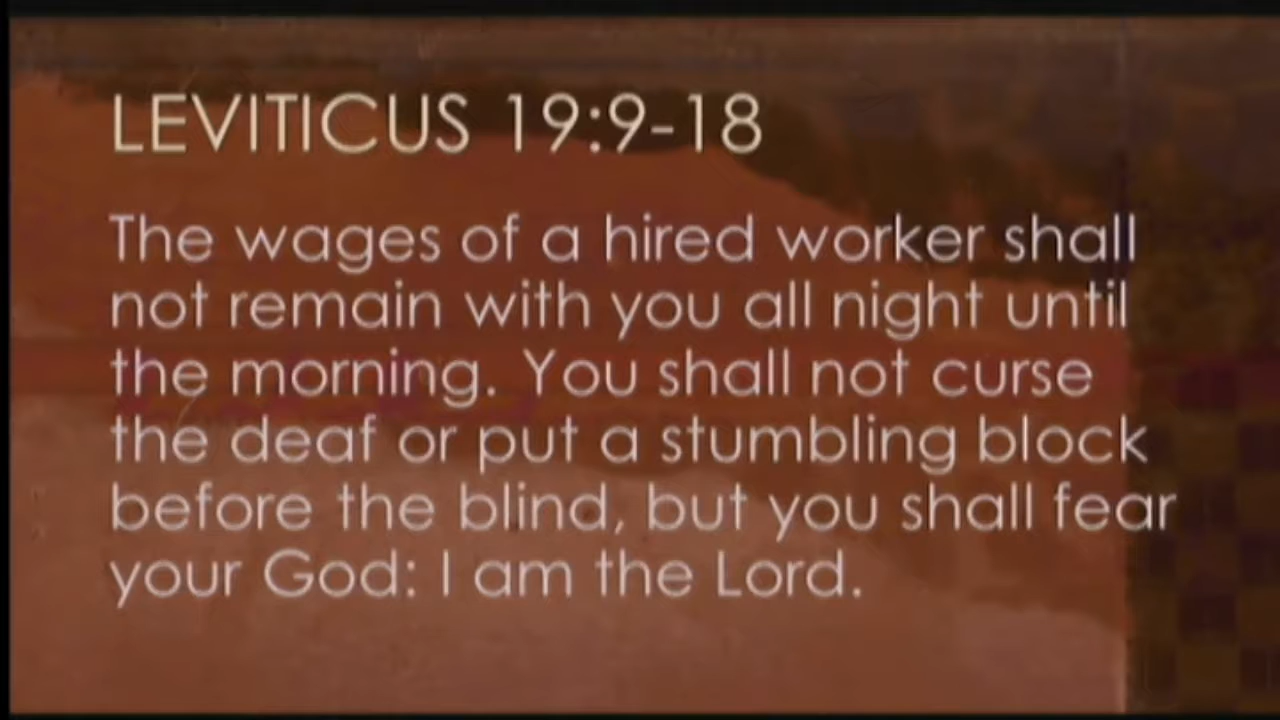 LEVITICUS 19:9-18
The wages of a hired worker shall
not remain with you all night until
the morning. You shall not curse
the deaf or put a stumbling block
before the blind, but you shall fear
your God: I am the Lord.